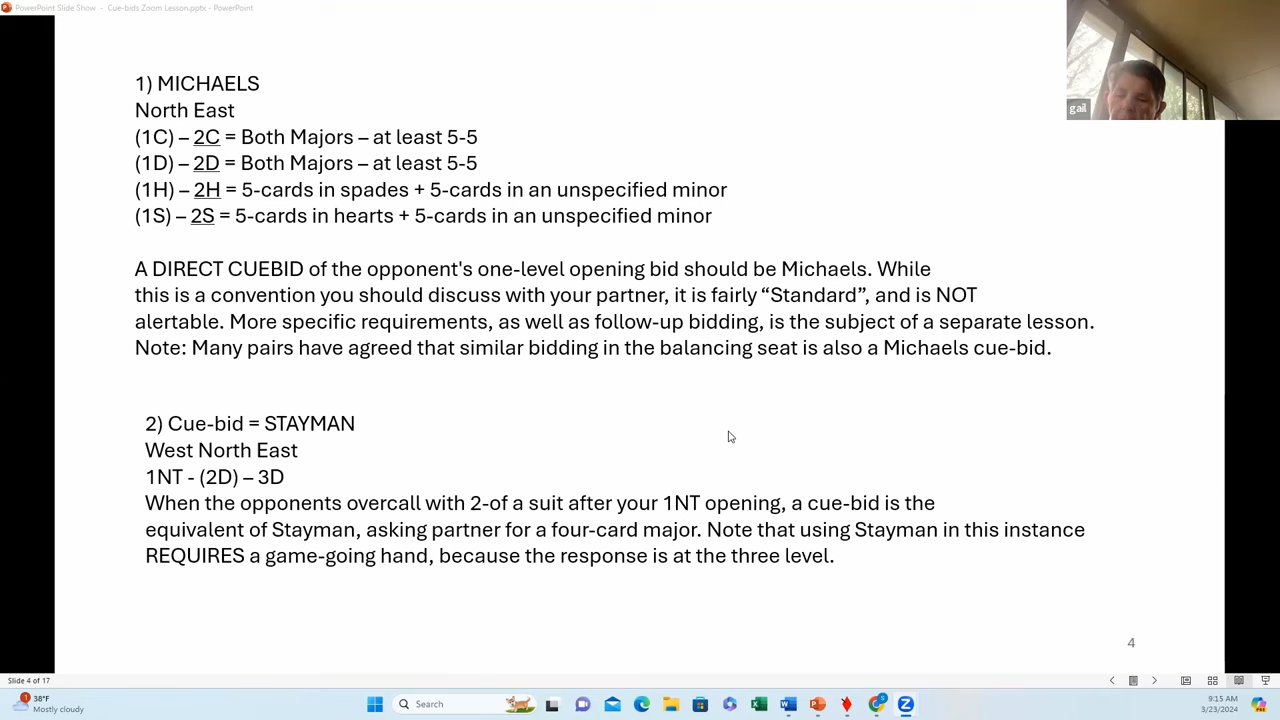 PowerPoint Slide Show - Cue-bids Zoom Lesson.pptx - PowerPoint
gail
1) MICHAELS
North East
(1C) – 2C = Both Majors – at least 5-5
(1D) – 2D = Both Majors – at least 5-5
(1H) – 2H = 5-cards in spades + 5-cards in an unspecified minor
(1S) – 2S = 5-cards in hearts + 5-cards in an unspecified minor
A DIRECT CUEBID of the opponent's one-level opening bid should be Michaels. While
this is a convention you should discuss with your partner, it is fairly “Standard”, and is NOT
alertable. More specific requirements, as well as follow-up bidding, is the subject of a separate lesson.
Note: Many pairs have agreed that similar bidding in the balancing seat is also a Michaels cue-bid.
2) Cue-bid = STAYMAN
West North East
1NT - (2D) – 3D
When the opponents overcall with 2-of a suit after your 1NT opening, a cue-bid is the
equivalent of Stayman, asking partner for a four-card major. Note that using Stayman in this instance
REQUIRES a game-going hand, because the response is at the three level.
4
Slide 4 of 17
1
38°F
Mostly cloudy
Search
9:15 AM
3/23/2024